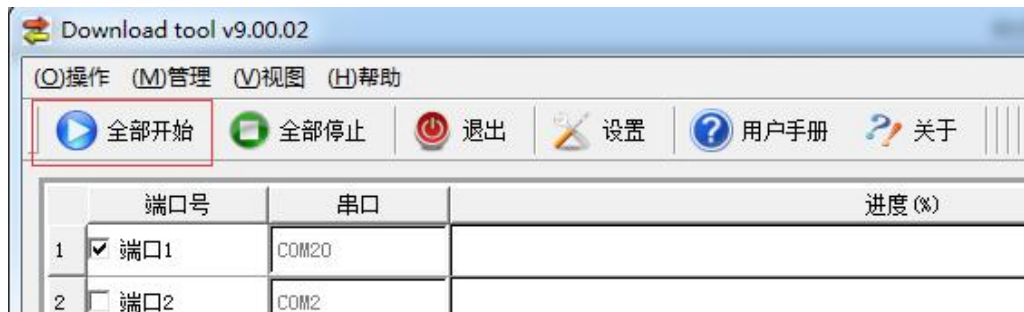 Download tool v9.00.02
(O)操作 (M)管理 (V)视图 (H)帮助
全部开始 全部停止 退出 设置 用户手册 关于
端口号 串口 进度(%)
1 端口1 COM20
2 端口2 COM2